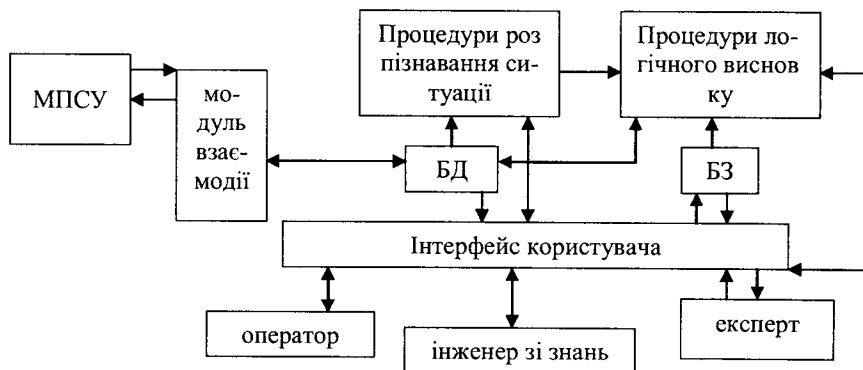 Процедури роз
пізнавання си-
туації
Процедури ло-
гічного виснов
ку
МПСУ
мо-
дуль
взає-
модії
БД
БЗ
Інтерфейс користувача
оператор
інженер зі знань
експерт